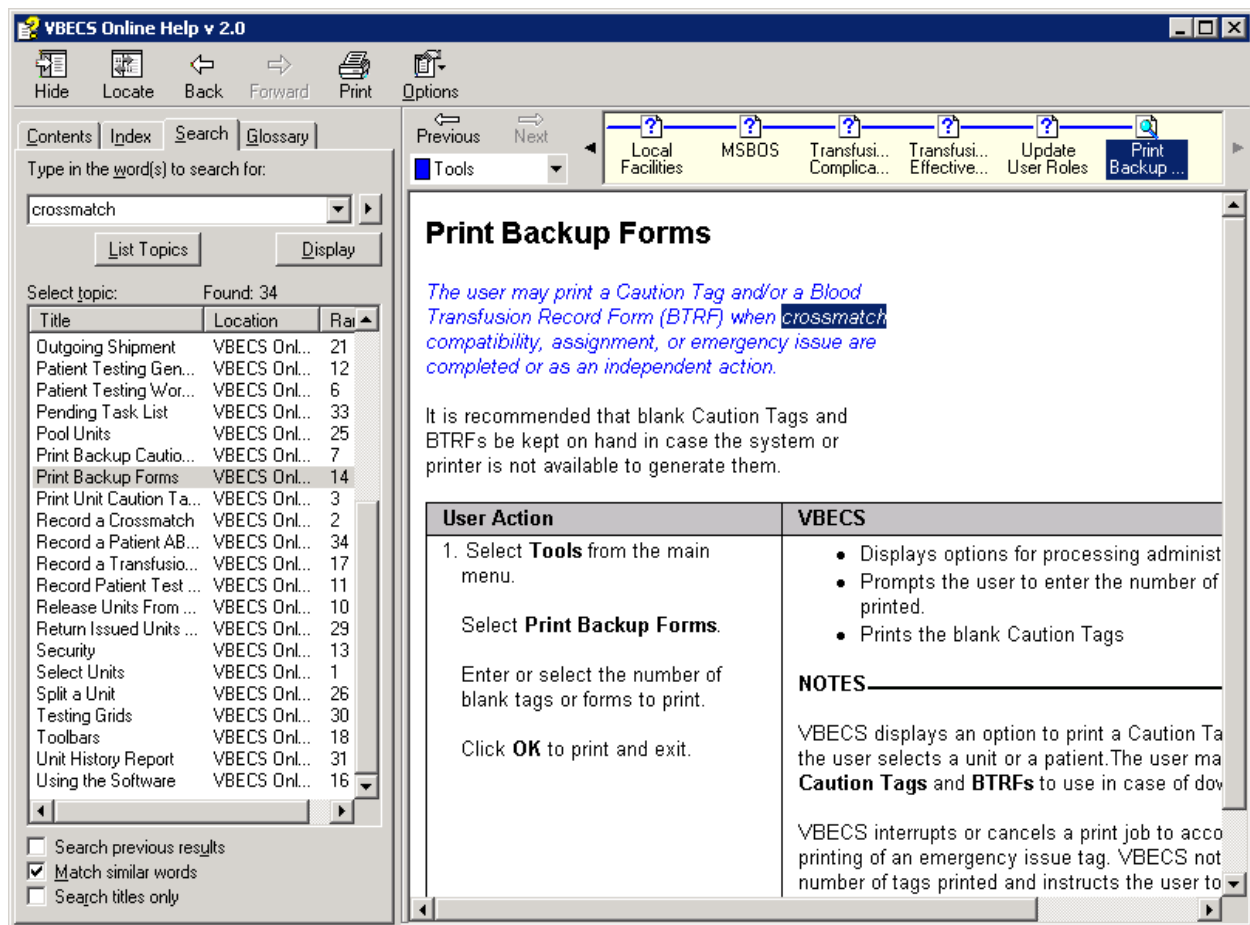 VBECS Online Help v 2.0
Hide Locate Back Forward Print Options
Contents Index Search Glossary
Type in the word(s) to search for:
crossmatch
List Topics Display
Select topic: Found: 34
Title Location Ra
Outgoing Shipment VBECS Onl... 21
Patient Testing Gen... VBECS Onl... 12
Patient Testing Wor... VBECS Onl... 6
Pending Task List VBECS Onl... 33
Pool Units VBECS Onl... 25
Print Backup Cautio... VBECS Onl... 7
Print Backup Forms VBECS Onl... 14
Print Unit Caution Ta... VBECS Onl... 3
Record a Crossmatch VBECS Onl... 2
Record a Patient AB... VBECS Onl... 34
Record a Transfusio... VBECS Onl... 17
Record Patient Test ... VBECS Onl... 11
Release Units From ... VBECS Onl... 10
Return Issued Units ... VBECS Onl... 29
Security VBECS Onl... 13
Select Units VBECS Onl... 1
Split a Unit VBECS Onl... 26
Testing Grids VBECS Onl... 30
Toolbars VBECS Onl... 18
Unit History Report VBECS Onl... 31
Using the Software VBECS Onl... 16
Search previous results
Match similar words
Search titles only
Previous Next
Tools
Local Facilities
MSBOS
Transfusi... Complica...
Transfusi... Effective...
Update User Roles
Print Backup ...
Print Backup Forms
The user may print a Caution Tag and/or a Blood
Transfusion Record Form (BTRF) when crossmatch
compatibility, assignment, or emergency issue are
completed or as an independent action.
It is recommended that blank Caution Tags and
BTRFs be kept on hand in case the system or
printer is not available to generate them.
User Action
1. Select Tools from the main
menu.
Select Print Backup Forms.
Enter or select the number of
blank tags or forms to print.
Click OK to print and exit.
VBECS
• Displays options for processing administ
• Prompts the user to enter the number of
printed.
• Prints the blank Caution Tags
NOTES
VBECS displays an option to print a Caution Ta
the user selects a unit or a patient.The user ma
Caution Tags and BTRFs to use in case of dov
VBECS interrupts or cancels a print job to acco
printing of an emergency issue tag. VBECS not
number of tags printed and instructs the user to